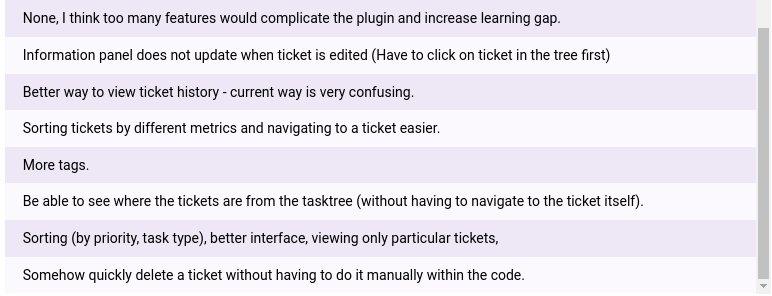 None, I think too many features would complicate the plugin and increase learning gap.
Information panel does not update when ticket is edited (Have to click on ticket in the tree first)
Better way to view ticket history - current way is very confusing.
Sorting tickets by different metrics and navigating to a ticket easier.
More tags.
Be able to see where the tickets are from the tasktree (without having to navigate to the ticket itself).
Sorting (by priority, task type), better interface, viewing only particular tickets,
Somehow quickly delete a ticket without having to do it manually within the code.